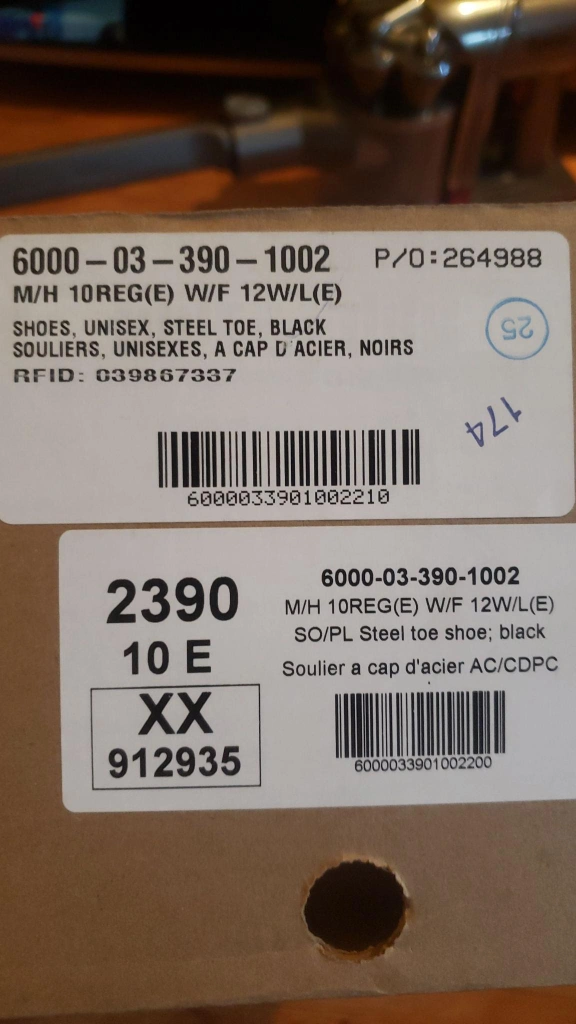 6000-03-390-1002 P/O:264988
M/H 10REG(E) W/F 12W/L(E)
SHOES, UNISEX, STEEL TOE, BLACK
SOULIERS, UNISEXES, A CAP D'ACIER, NOIRS
RFID: 039867337
25
174
6000033901002210
2390
10 E
XX
912935
6000-03-390-1002
M/H 10REG(E) W/F 12W/L(E)
SO/PL Steel toe shoe; black
Soulier a cap d'acier AC/CDPC
6000033901002200